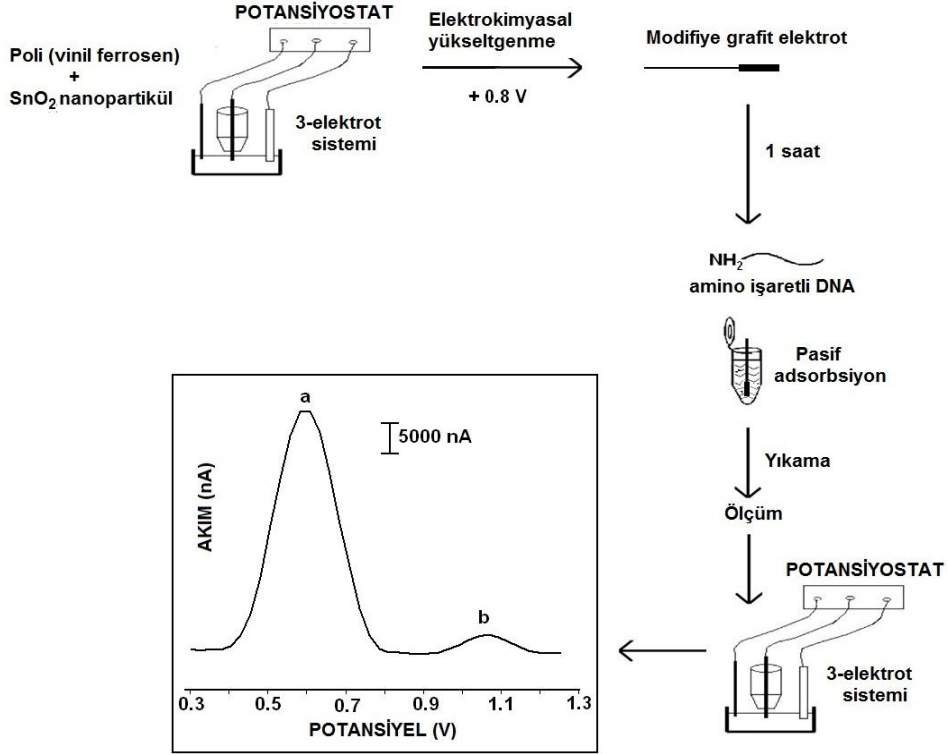 POTANSİYOSTAT
Poli (vinil ferrosen)
+
SnO2 nanopartikül
3-elektrot
sistemi
Elektrokimyasal
yükseltgenme
+ 0.8 V
Modifiye grafit elektrot
1 saat
NH2
amino işaretli DNA
Pasif
adsorbsiyon
Yıkama
Ölçüm
POTANSİYOSTAT
3-elektrot
sistemi
a
5000 nA
AKIM (nA)
b
0.3 0.5 0.7 0.9 1.1 1.3
POTANSİYEL (V)